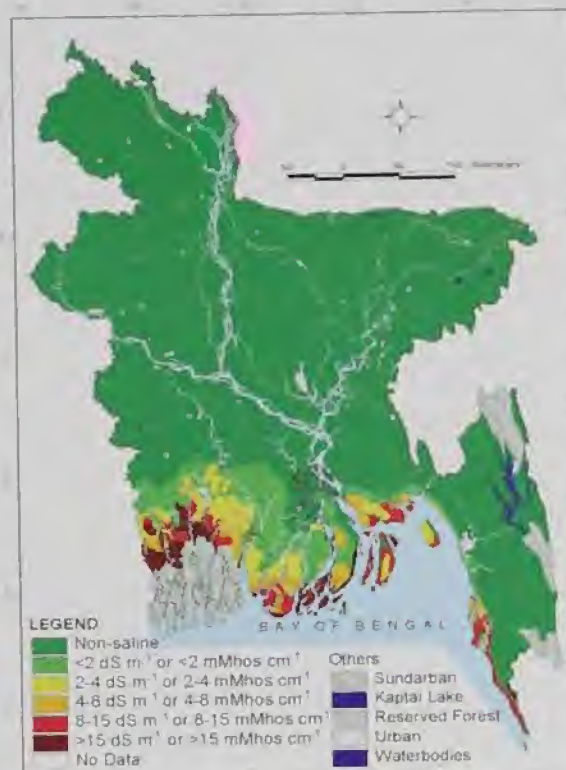 BAY OF BENGAL
LEGEND
Non-saline
<2 dS m⁻¹ or <2 mMhos cm⁻¹
2-4 dS m⁻¹ or 2-4 mMhos cm⁻¹
4-8 dS m⁻¹ or 4-8 mMhos cm⁻¹
8-15 dS m⁻¹ or 8-15 mMhos cm⁻¹
>15 dS m⁻¹ or >15 mMhos cm⁻¹
No Data
Others
Sundarban
Kaptai Lake
Reserved Forest
Urban
Waterbodies